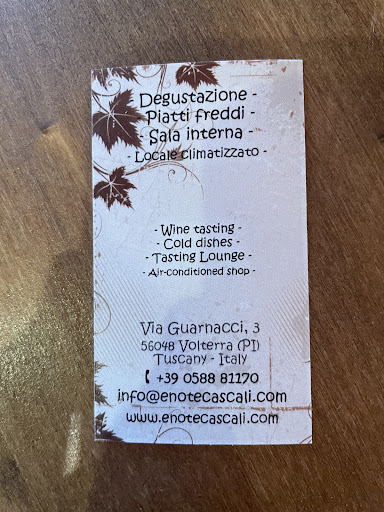 Degustazione -
Piatti freddi -
- Sala interna -
- Locale climatizzato -
- Wine tasting -
- Cold dishes -
- Tasting Lounge -
- Air-conditioned shop -
Via Guarnacci, 3
56048 Volterra (PI)
Tuscany - Italy
+39 0588 81170
info@enotecascali.com
www.enotecascali.com